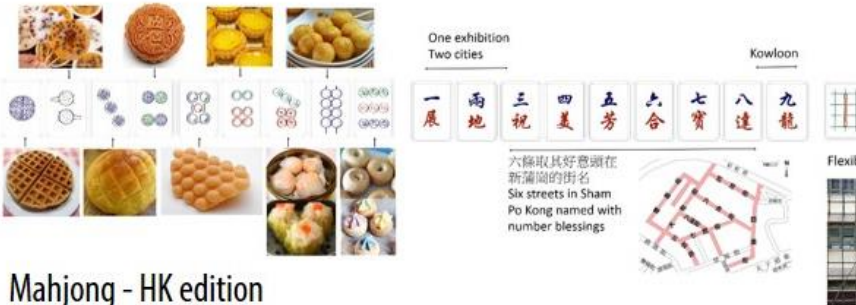 One exhibition
Two cities
Kowloon
一展 兩地 三祝 四美 五芳 六合 七寶 八達 九龍
六條取其好意頭在
新蒲崗的街名
Six streets in Sham
Po Kong named with
number blessings
Flexib
Mahjong - HK edition